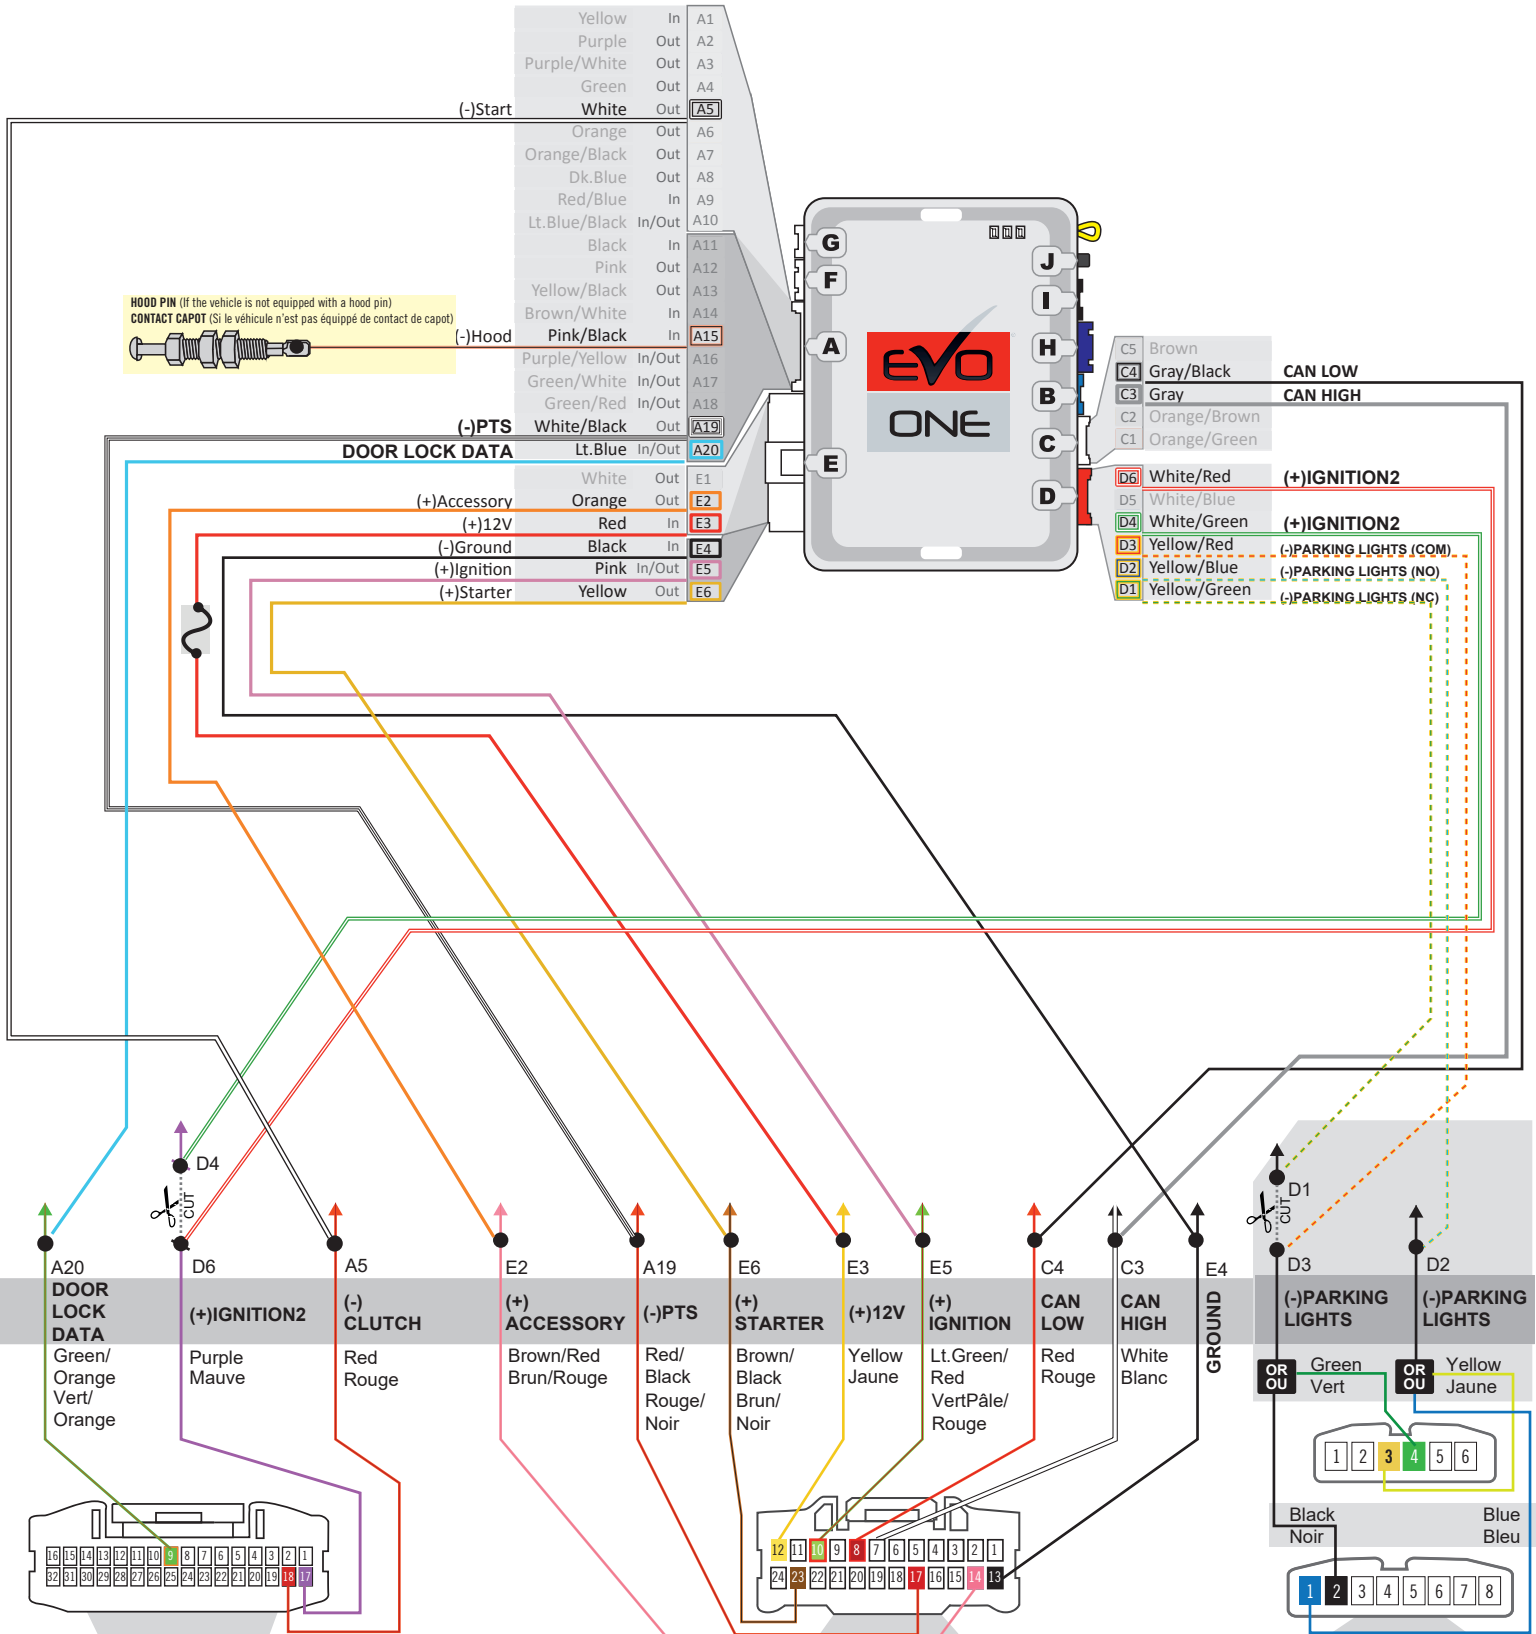 Yellow In A1
Purple Out A2
Purple/White Out A3
Green Out A4
(-)Start White Out A5
Orange Out A6
Orange/Black Out A7
Dk.Blue Out A8
Red/Blue In A9
Lt.Blue/Black In/Out A10
Black In A11
Pink Out A12
Yellow/Black Out A13
Brown/White In A14
HOOD PIN (If the vehicle is not equipped with a hood pin)
CONTACT CAPOT (Si le véhicule n'est pas équippé de contact de capot)
(-)Hood Pink/Black In A15
Purple/Yellow In/Out A16
Green/White In/Out A17
Green/Red In/Out A18
(-)PTS White/Black Out A19
DOOR LOCK DATA Lt.Blue In/Out A20
White Out E1
(+)Accessory Orange Out E2
(+)12V Red In E3
(-)Ground Black In E4
(+)Ignition Pink In/Out E5
(+)Starter Yellow Out E6
G
F
A
E
J
I
H
B
C
D
EVO
ONE
C5 Brown
C4 Gray/Black CAN LOW
C3 Gray CAN HIGH
C2 Orange/Brown
C1 Orange/Green
D6 White/Red (+)IGNITION2
D5 White/Blue
D4 White/Green (+)IGNITION2
D3 Yellow/Red (-)PARKING LIGHTS (COM)
D2 Yellow/Blue (-)PARKING LIGHTS (NO)
D1 Yellow/Green (-)PARKING LIGHTS (NC)
D4
CUT
D1
CUT
A20 D6 A5 E2 A19 E6 E3 E5 C4 C3 E4 D3 D2
DOOR
LOCK
DATA
(+)IGNITION2
(-)
CLUTCH
(+)
ACCESSORY
(-)PTS
(+)
STARTER
(+)12V
(+)
IGNITION
CAN
LOW
CAN
HIGH
GROUND
(-)PARKING
LIGHTS
(-)PARKING
LIGHTS
Green/
Orange
Vert/
Orange
Purple
Mauve
Red
Rouge
Brown/Red
Brun/Rouge
Red/
Black
Rouge/
Noir
Brown/
Black
Brun/
Noir
Yellow
Jaune
Lt.Green/
Red
VertPâle/
Rouge
Red
Rouge
White
Blanc
OR
OU
Green
Vert
OR
OU
Yellow
Jaune
1 2 3 4 5 6
Black
Noir
Blue
Bleu
1 2 3 4 5 6 7 8
16 15 14 13 12 11 10 9 8 7 6 5 4 3 2 1
32 31 30 29 28 27 26 25 24 23 22 21 20 19 18 17
12 11 10 9 8 7 6 5 4 3 2 1
24 23 22 21 20 19 18 17 16 15 14 13